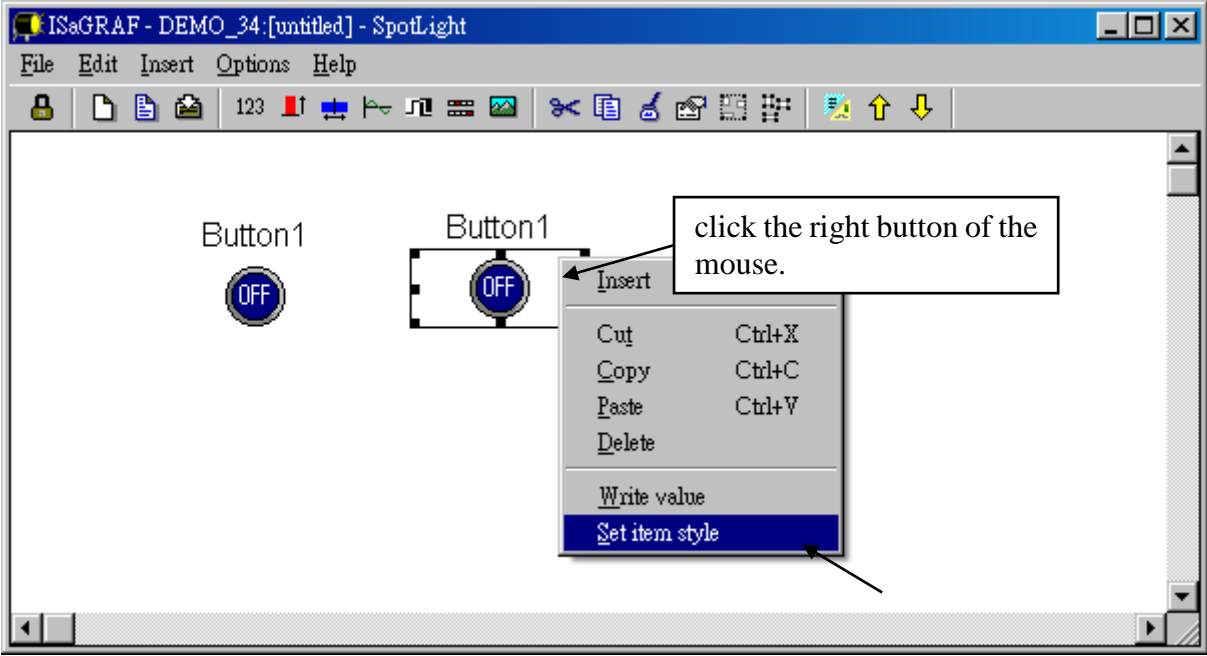 ISaGRAF - DEMO_34:[untitled] - SpotLight
File Edit Insert Options Help
123
Button1 Button1
OFF OFF
click the right button of the
mouse.
Insert
Cut Ctrl+X
Copy Ctrl+C
Paste Ctrl+V
Delete
Write value
Set item style